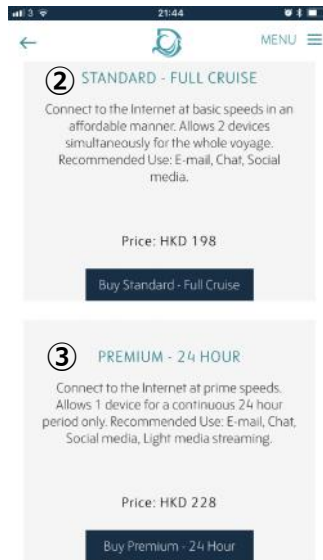 3
21:44
MENU
② STANDARD - FULL CRUISE
Connect to the Internet at basic speeds in an
affordable manner. Allows 2 devices
simultaneously for the whole voyage.
Recommended Use: E-mail, Chat, Social
media.
Price: HKD 198
Buy Standard - Full Cruise
③ PREMIUM - 24 HOUR
Connect to the Internet at prime speeds.
Allows 1 device for a continuous 24 hour
period only. Recommended Use: E-mail, Chat,
Social media, Light media streaming.
Price: HKD 228
Buy Premium - 24 Hour